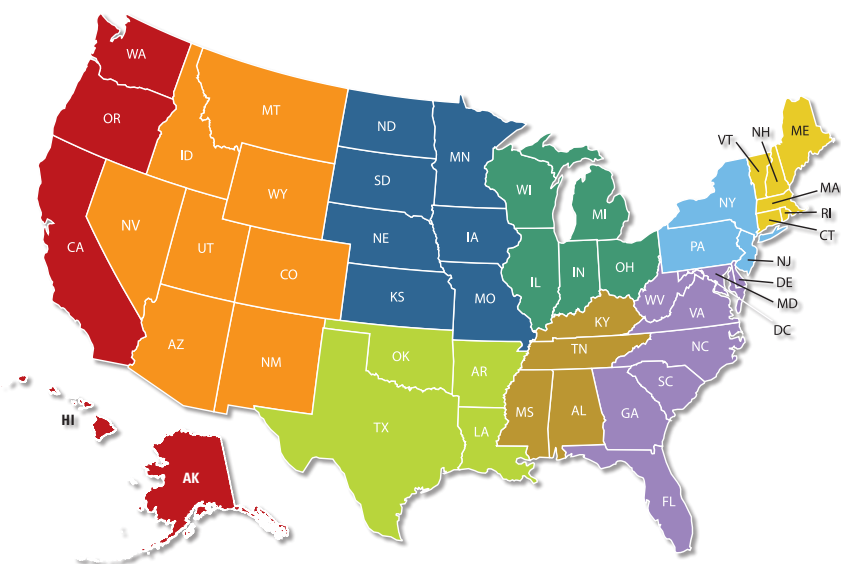 WA
OR
CA
ID
NV
MT
WY
UT
CO
AZ
NM
ND
SD
NE
KS
MN
IA
MO
OK
TX
AR
LA
WI
MI
IL
IN
OH
KY
TN
MS
AL
WV
VA
NC
SC
GA
FL
NY
PA
VT
NH
ME
MA
RI
CT
NJ
DE
MD
DC
HI
AK